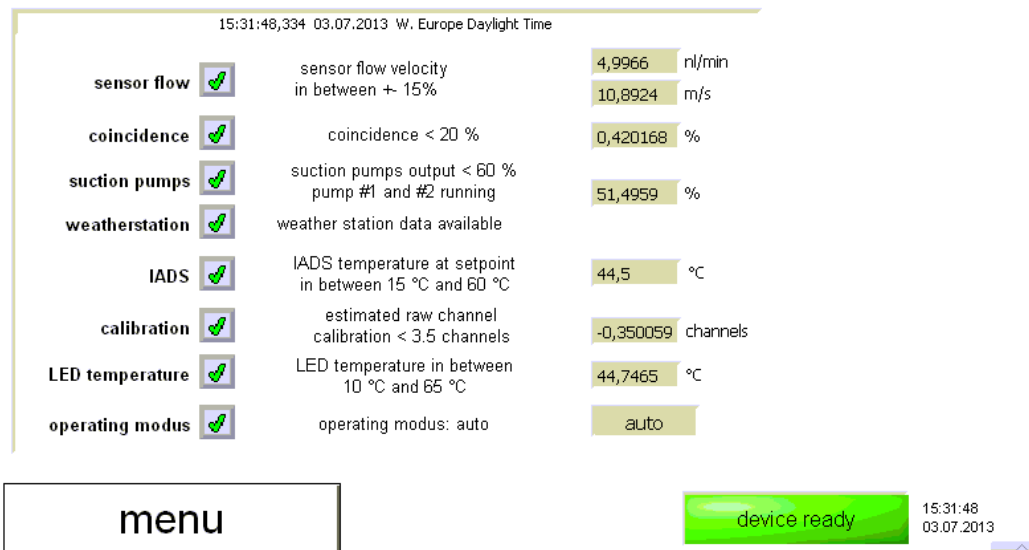 15:31:48,334 03.07.2013 W. Europe Daylight Time
sensor flow
sensor flow velocity
in between +- 15%
4,9966 nl/min
10,8924 m/s
coincidence
coincidence < 20 %
0,420168 %
suction pumps
suction pumps output < 60 %
pump #1 and #2 running
51,4959 %
weatherstation
weather station data available
IADS
IADS temperature at setpoint
in between 15 °C and 60 °C
44,5 °C
calibration
estimated raw channel
calibration < 3.5 channels
-0,350059 channels
LED temperature
LED temperature in between
10 °C and 65 °C
44,7465 °C
operating modus
operating modus: auto
auto
menu
device ready
15:31:48
03.07.2013